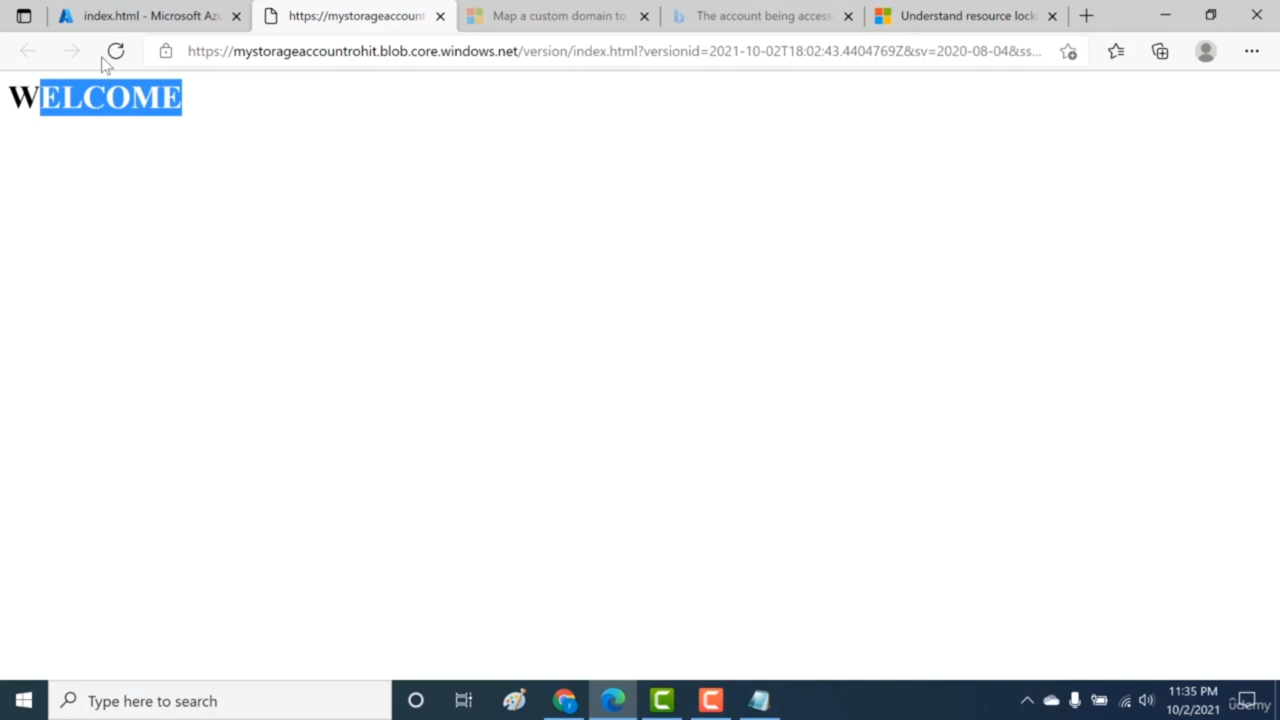 index.html - Microsoft Az
https://mystorageaccount
Map a custom domain to
The account being access
Understand resource lock
https://mystorageaccountrohit.blob.core.windows.net/version/index.html?versionid=2021-10-02T18:02:43.4404769Z&sv=2020-08-04&ss...
WELCOME
Type here to search
11:35 PM
10/2/2021
udemy